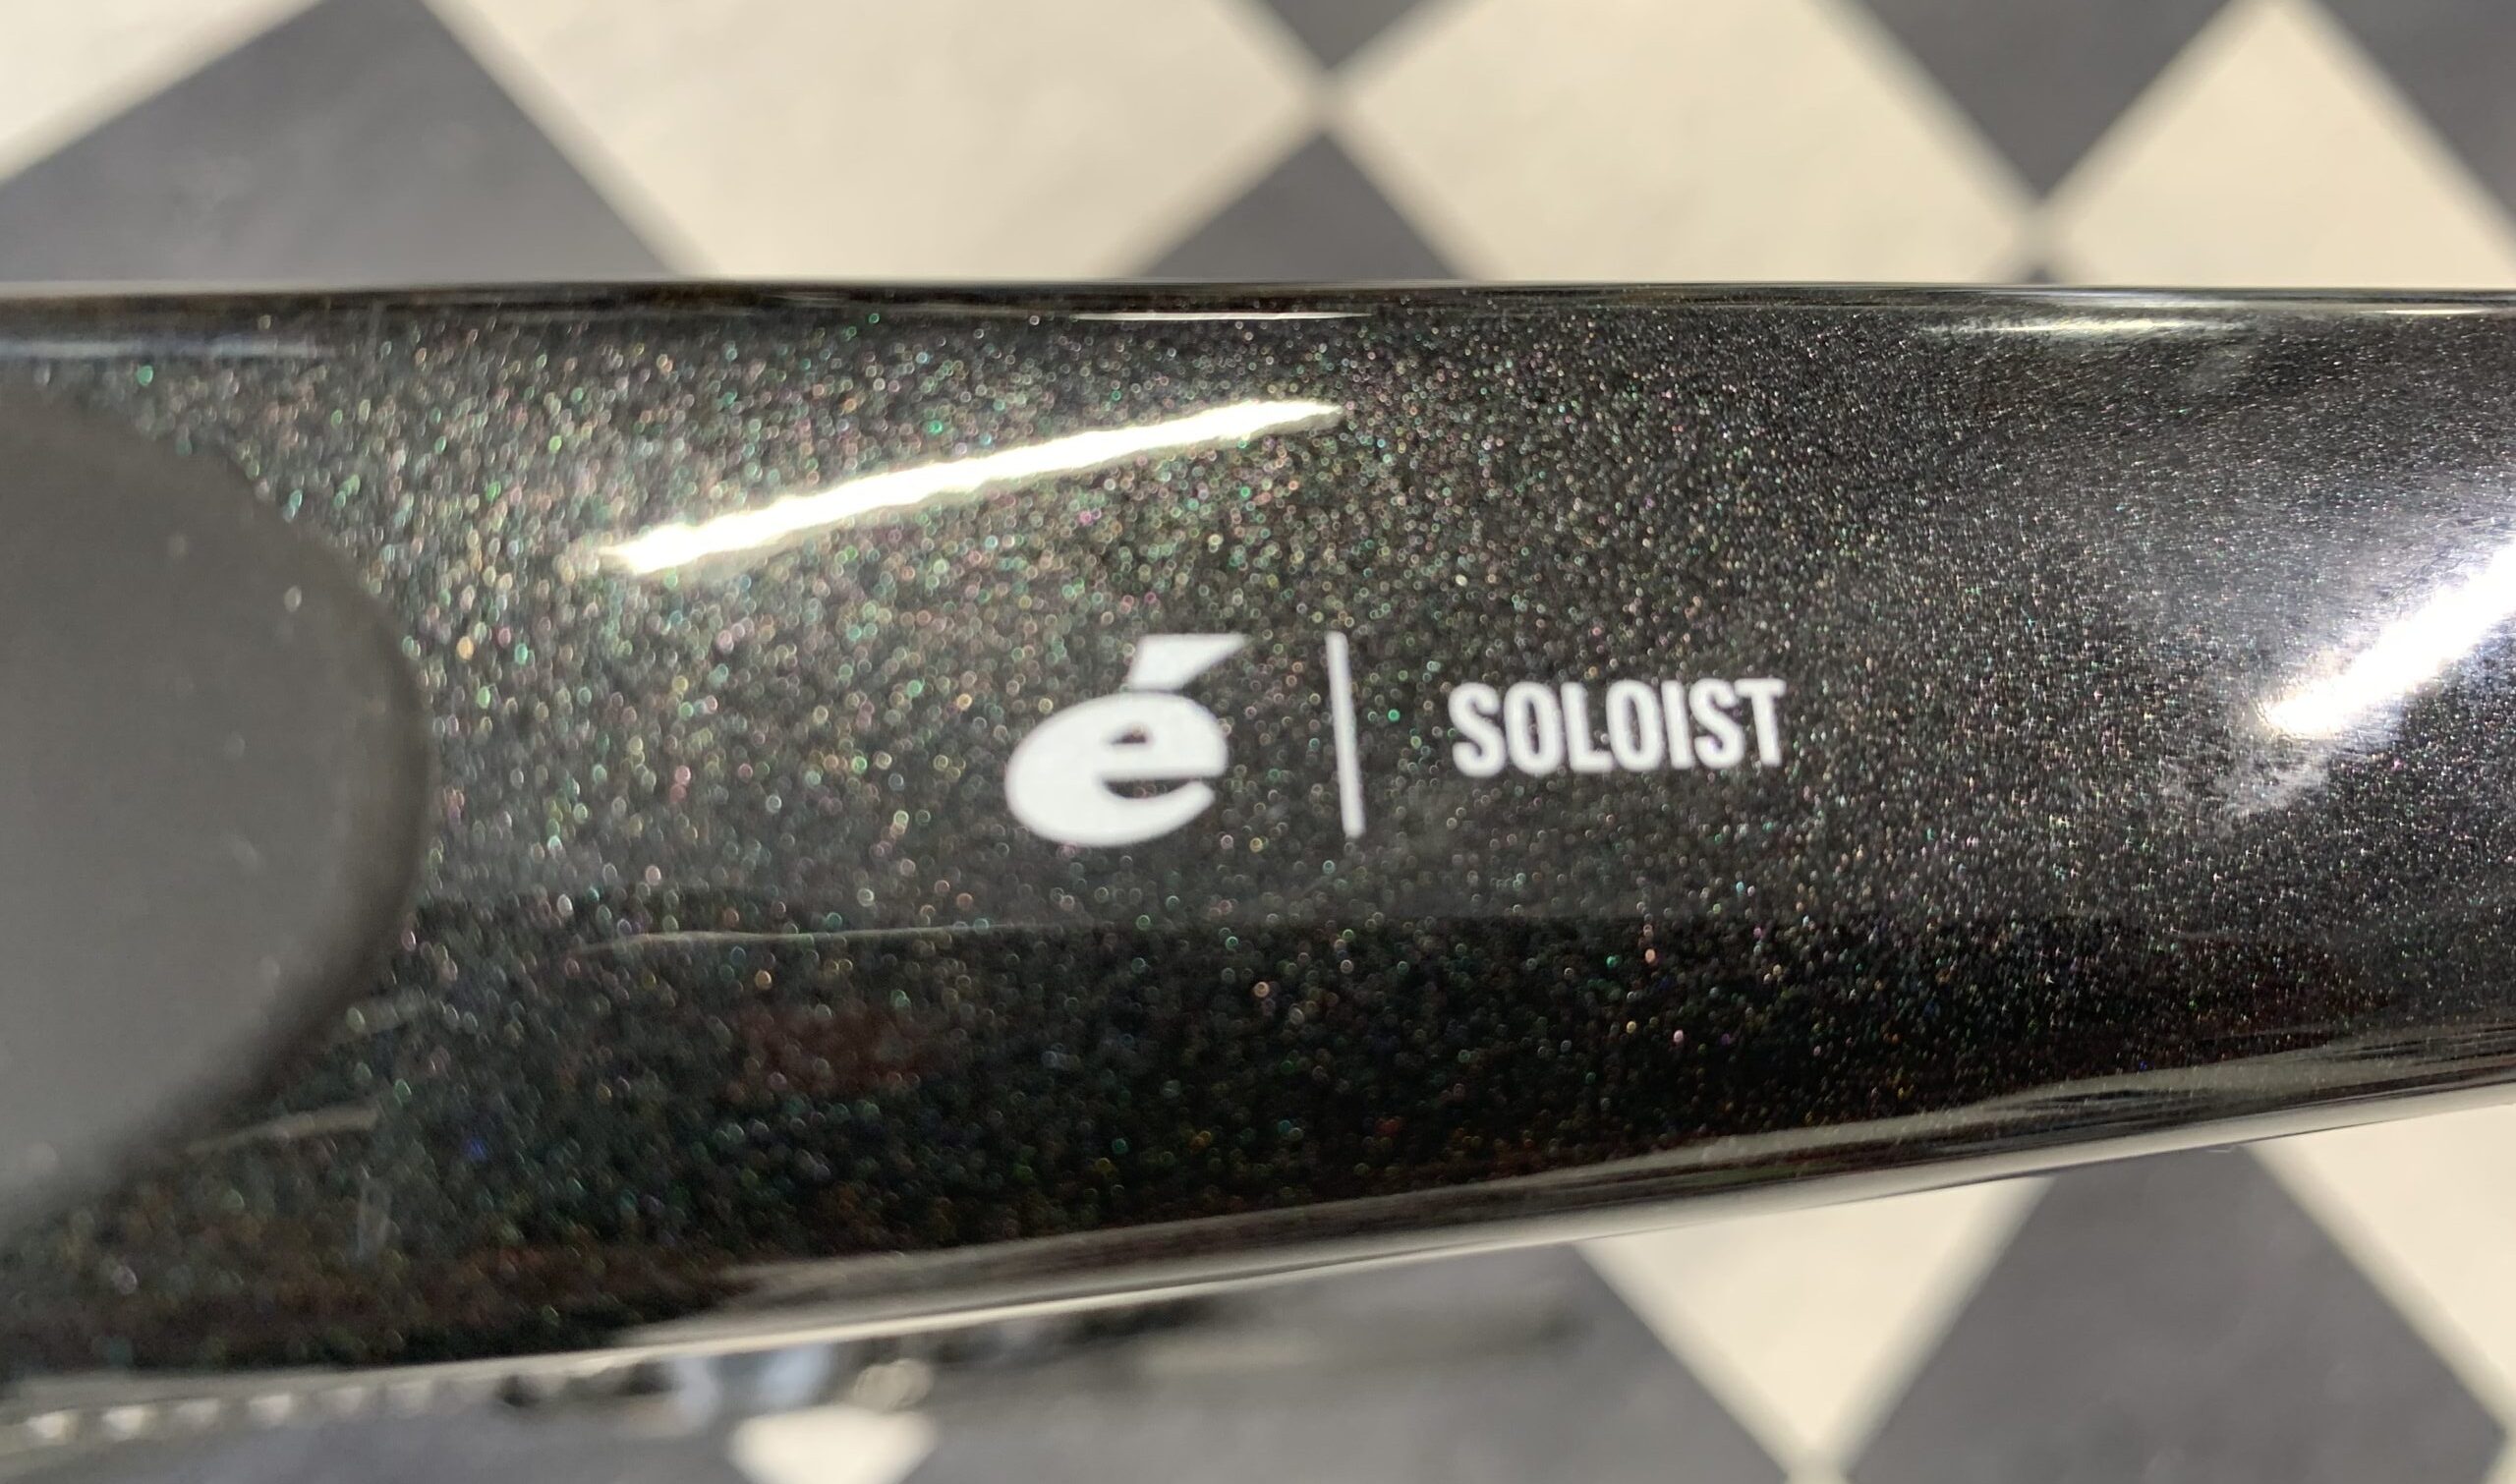 é | SOLOIST